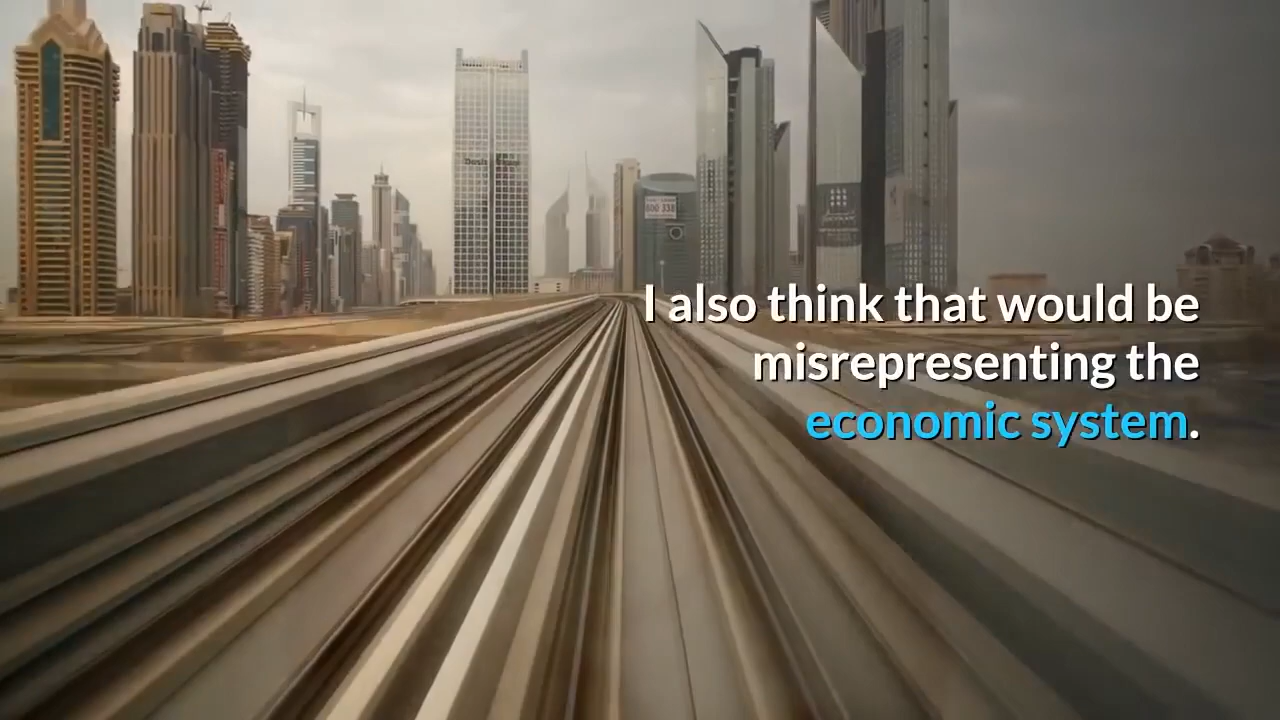 I also think that would be
misrepresenting the
economic system.